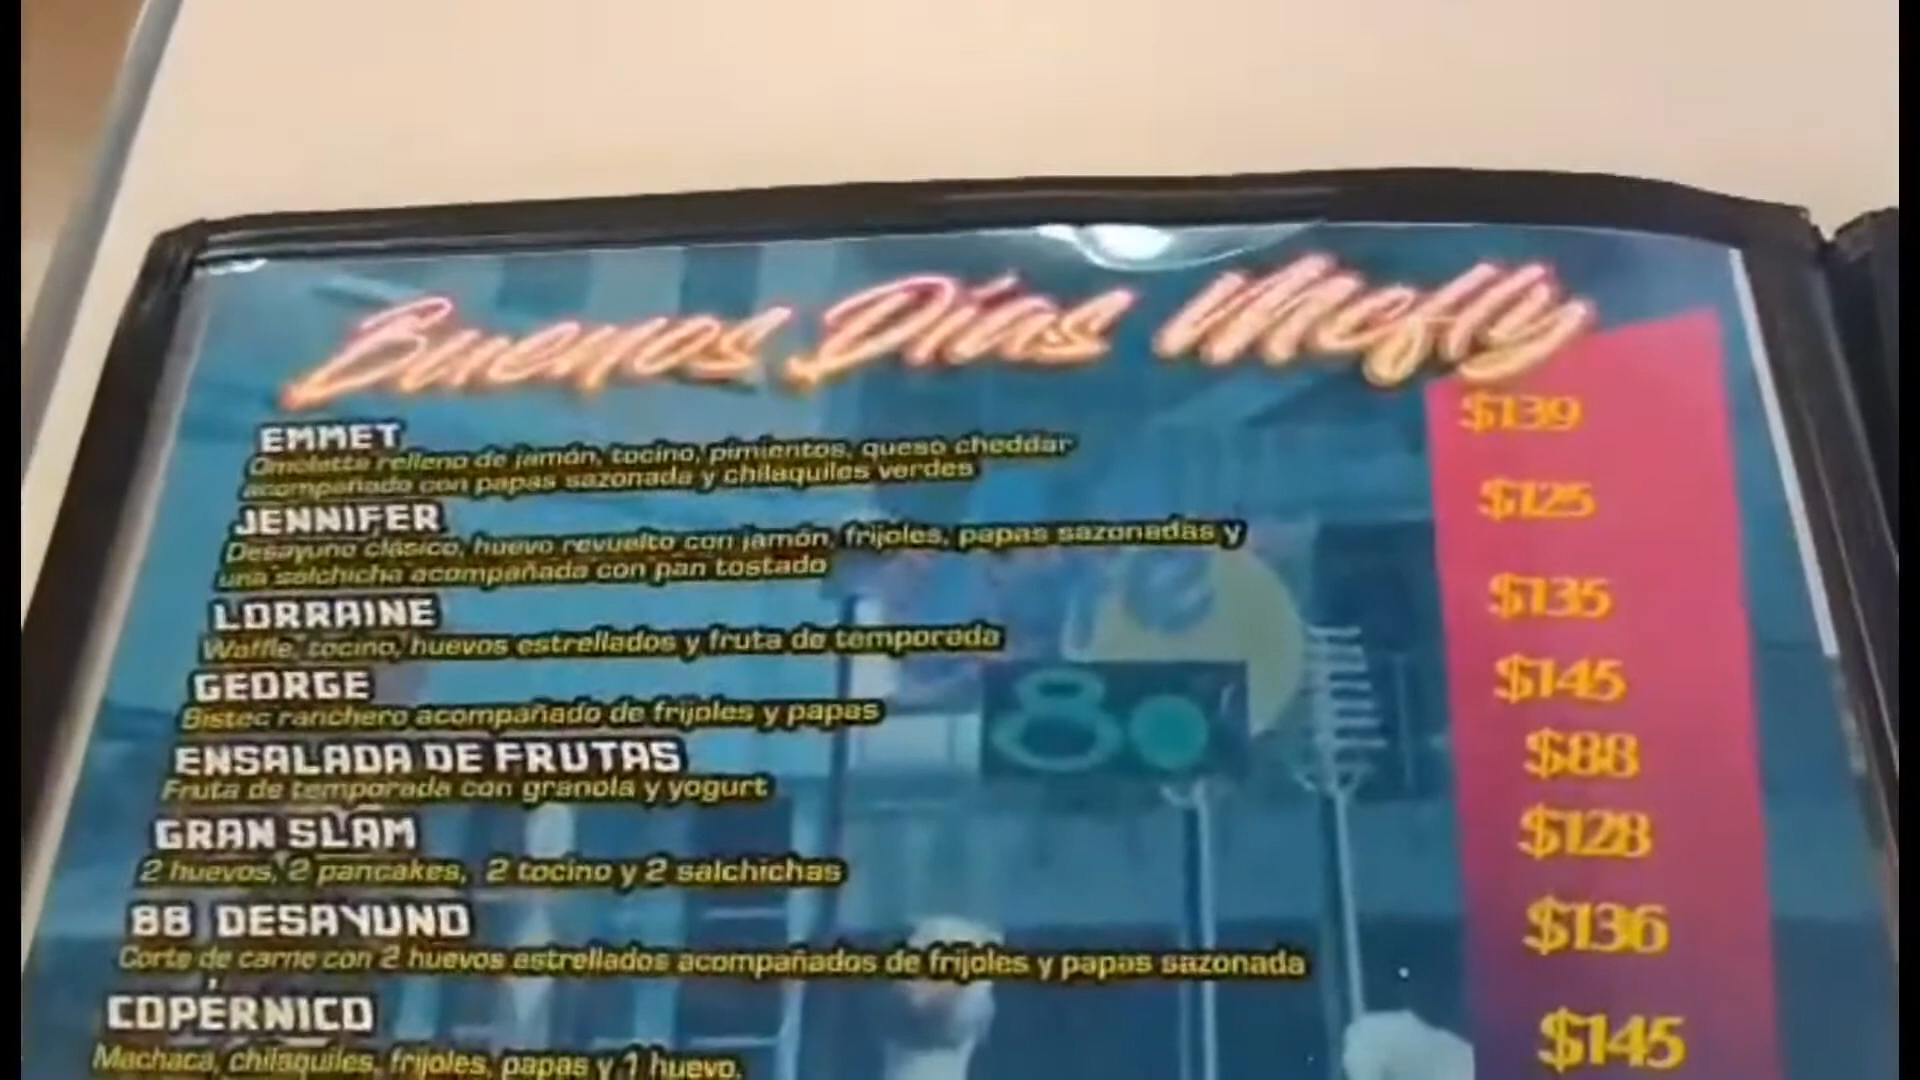 Buenos Días Mcfly
EMMET $139
Omelette relleno de jamón, tocino, pimientos, queso cheddar
acompañado con papas sazonada y chilaquiles verdes
JENNIFER $125
Desayuno clásico, huevo revuelto con jamón, frijoles, papas sazonadas y
una salchicha acompañada con pan tostado
LORRAINE $135
Waffle, tocino, huevos estrellados y fruta de temporada
GEORGE $145
Bistec ranchero acompañado de frijoles y papas
ENSALADA DE FRUTAS $88
Fruta de temporada con granola y yogurt
GRAN SLAM $128
2 huevos, 2 pancakes, 2 tocino y 2 salchichas
88 DESAYUNO $136
Corte de carne con 2 huevos estrellados acompañados de frijoles y papas sazonada
COPÉRNICO $145
Machaca, chilaquiles, frijoles, papas y 1 huevo.
80